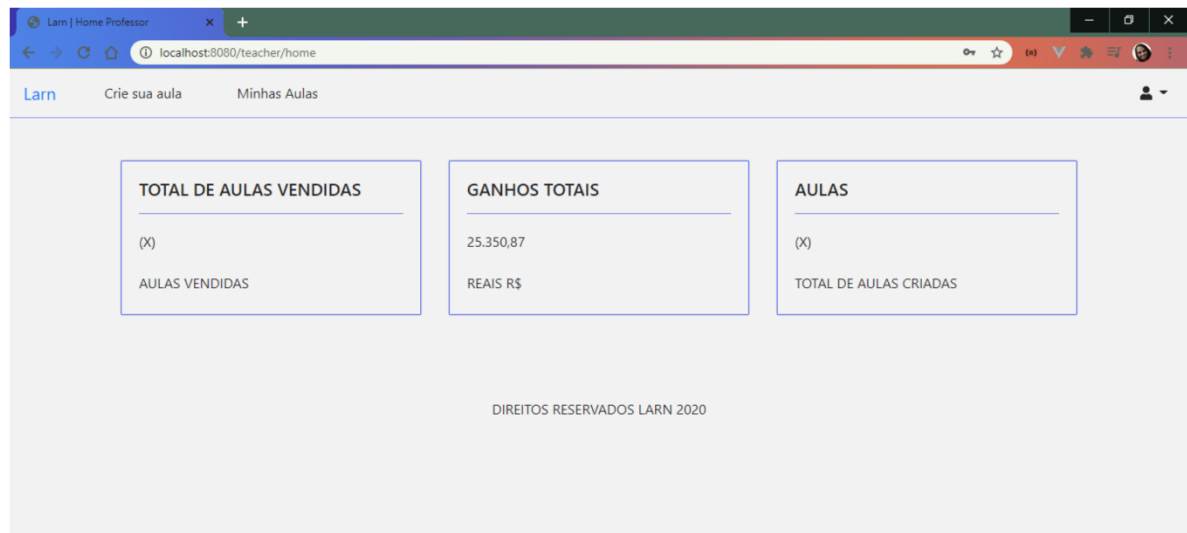 Larn | Home Professor
localhost:8080/teacher/home
Larn Crie sua aula Minhas Aulas
TOTAL DE AULAS VENDIDAS
(X)
AULAS VENDIDAS
GANHOS TOTAIS
25.350,87
REAIS R$
AULAS
(X)
TOTAL DE AULAS CRIADAS
DIREITOS RESERVADOS LARN 2020